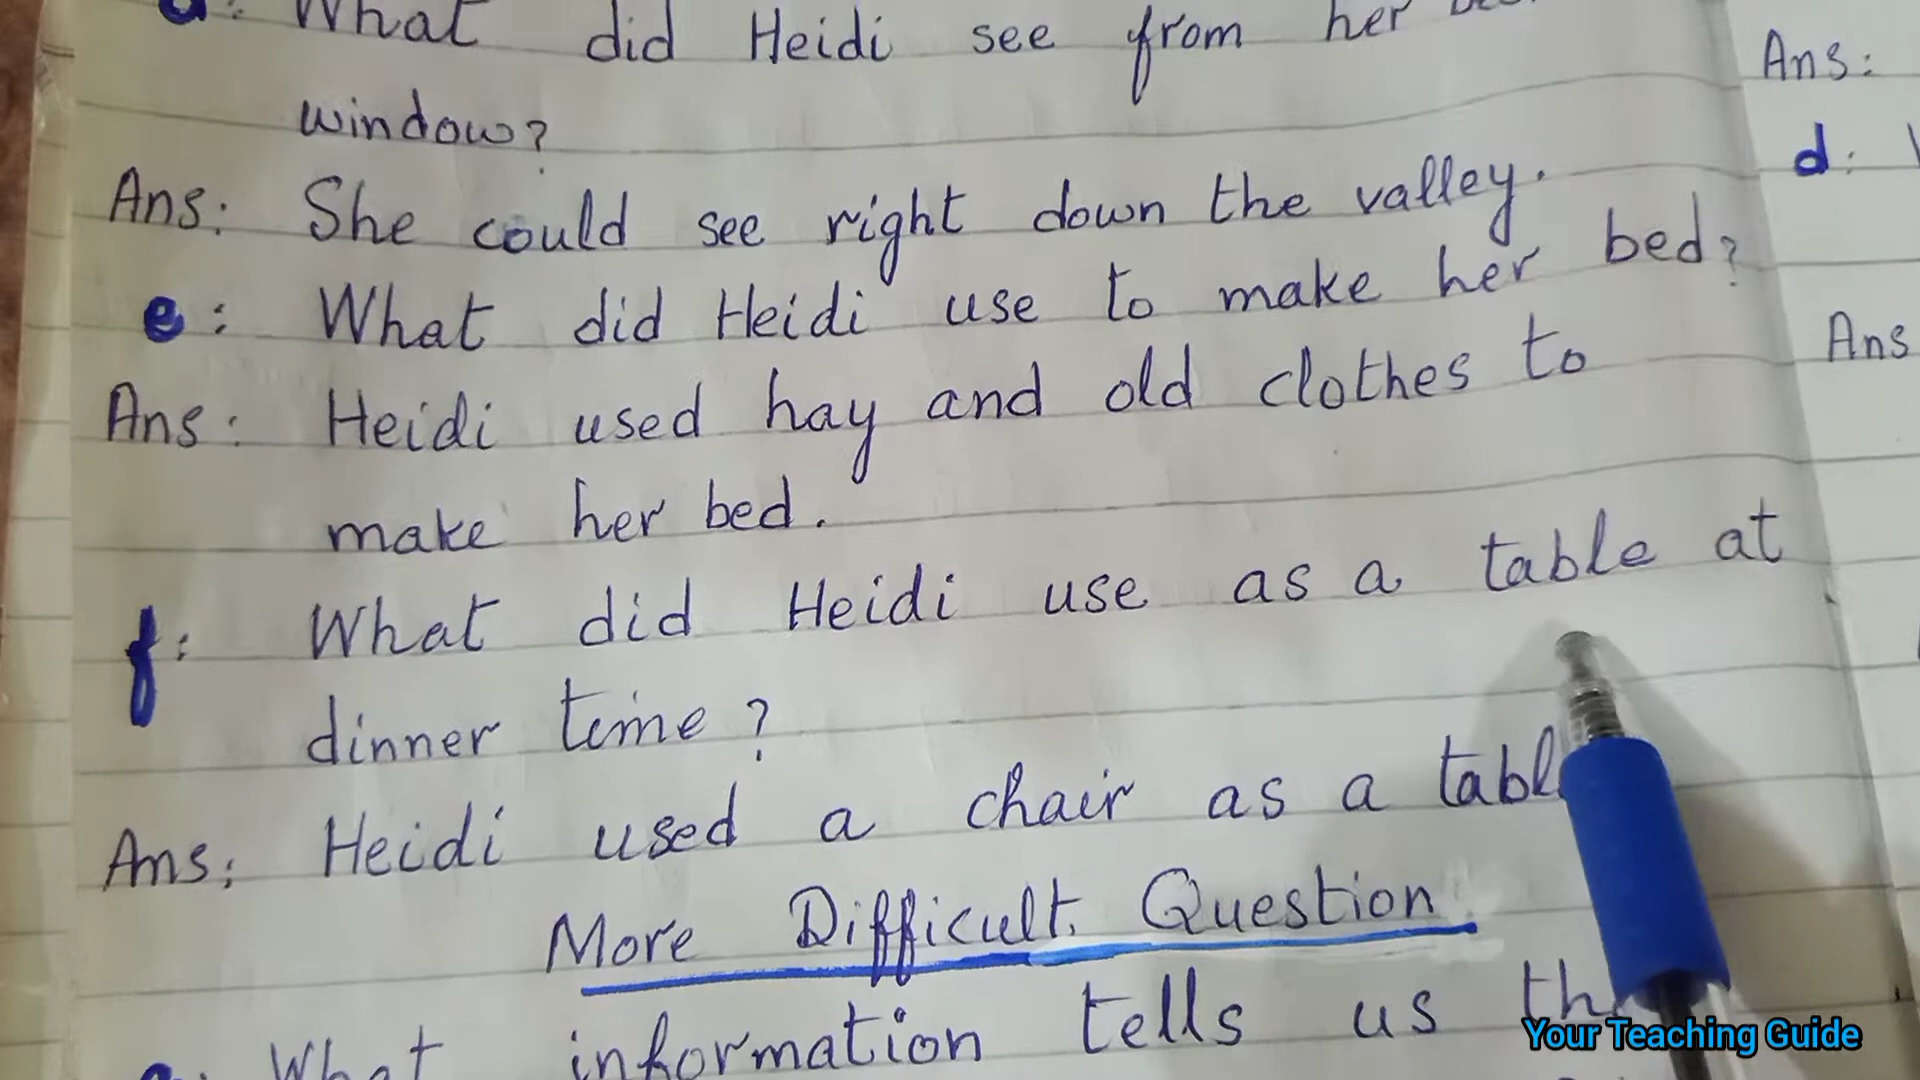 What did Heidi see from her
window?
Ans: She could see right down the valley.
e: What did Heidi use to make her bed?
Ans: Heidi used hay and old clothes to
make her bed.
f: What did Heidi use as a table at
dinner time?
Ans: Heidi used a chair as a
More Difficult Question.
What information tells us
Ans:
d:
Ans
Your Teaching Guide